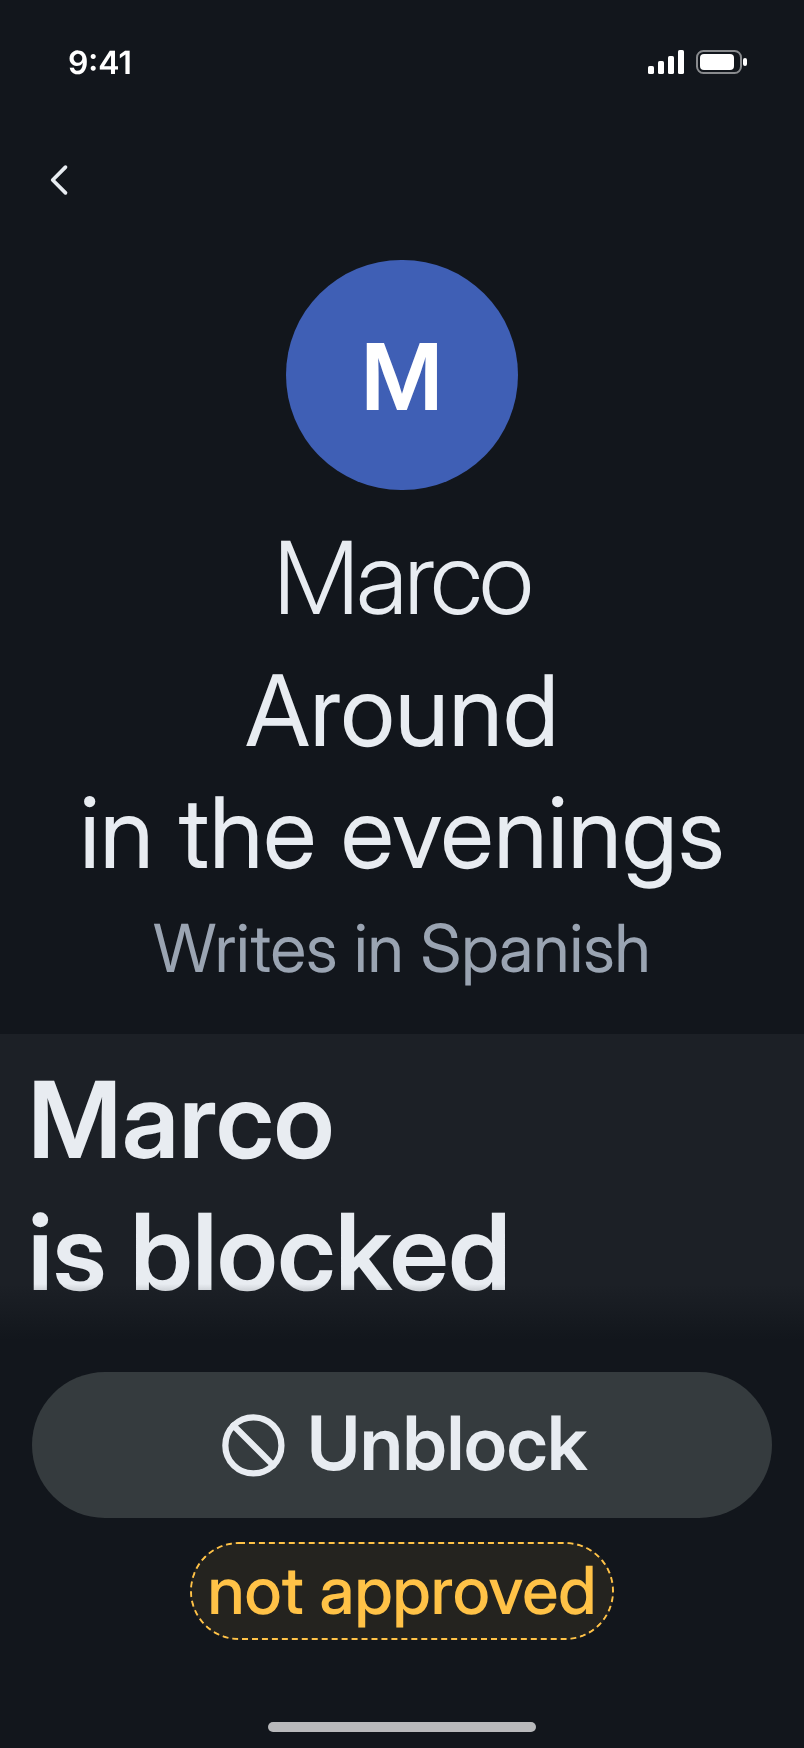 9:41
M
Marco
Around
in the evenings
Writes in Spanish
Marco
is blocked
Unblock
not approved